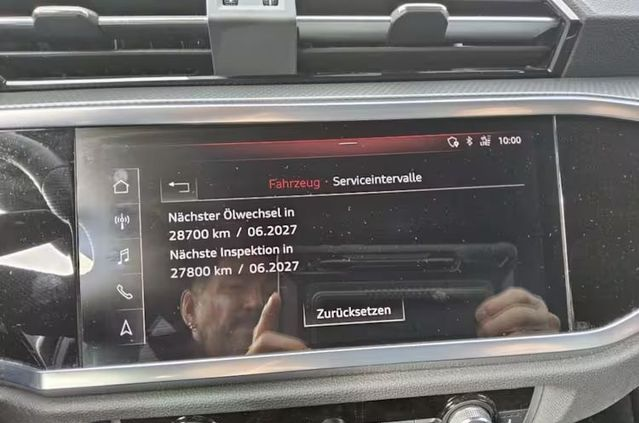 10:00
Fahrzeug · Serviceintervalle
Nächster Ölwechsel in
28700 km / 06.2027
Nächste Inspektion in
27800 km / 06.2027
Zurücksetzen